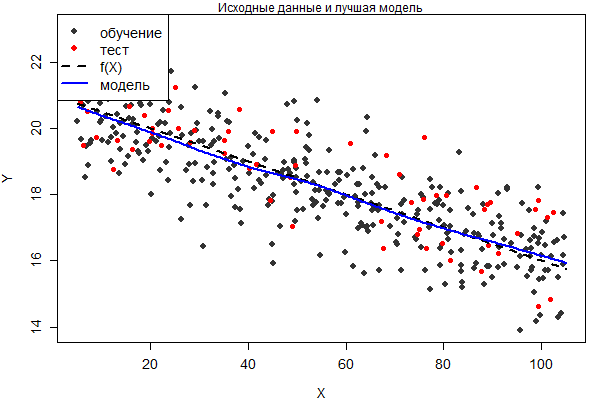 Исходные данные и лучшая модель
обучение
тест
f(X)
модель
22
20
18
16
14
Y
20
40
60
80
100
X